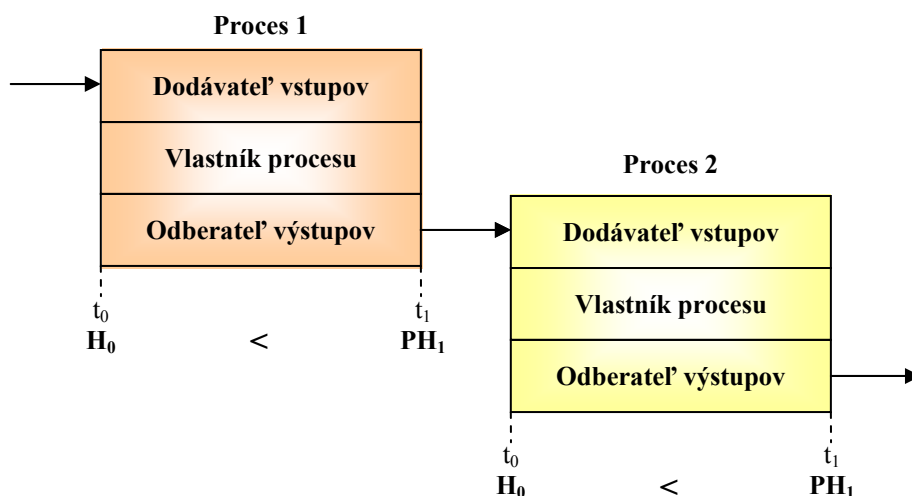 Proces 1
Dodávateľ vstupov
Vlastník procesu
Odberateľ výstupov
t₀ t₁
H₀ < PH₁
Proces 2
Dodávateľ vstupov
Vlastník procesu
Odberateľ výstupov
t₀ t₁
H₀ < PH₁